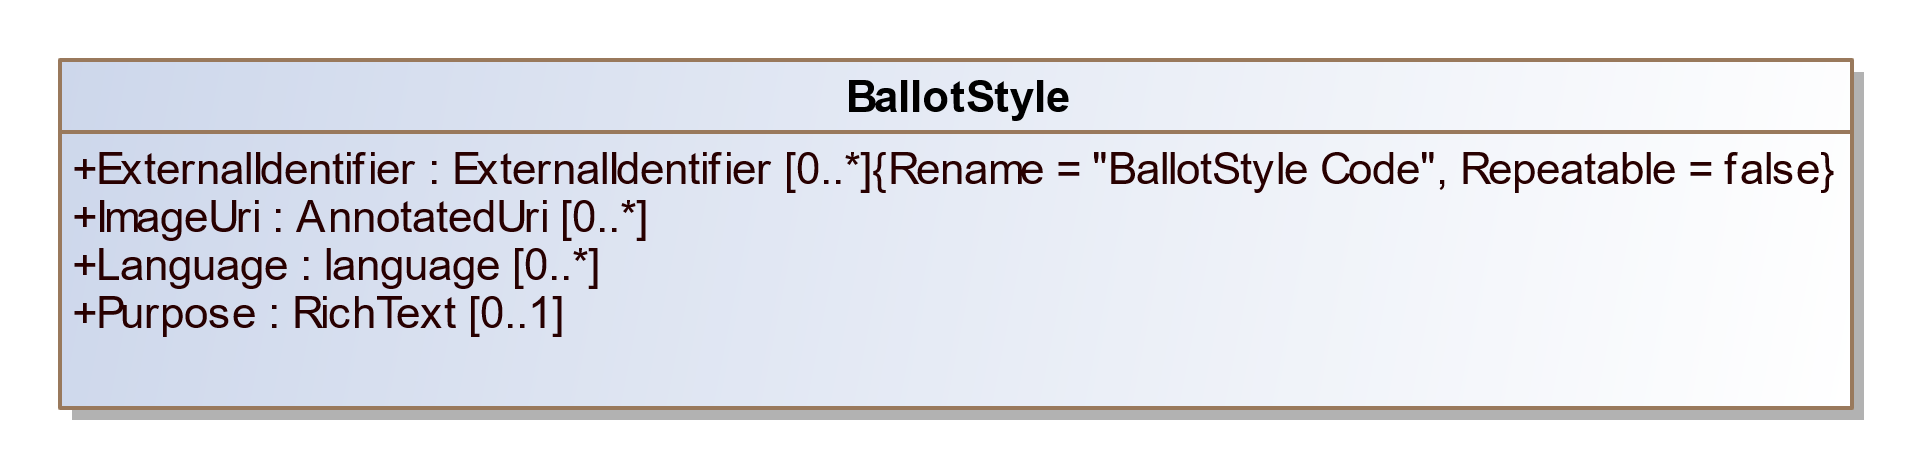 BallotStyle
+ExternalIdentifier : ExternalIdentifier [0..*]{Rename = "BallotStyle Code", Repeatable = false}
+ImageUri : AnnotatedUri [0..*]
+Language : language [0..*]
+Purpose : RichText [0..1]